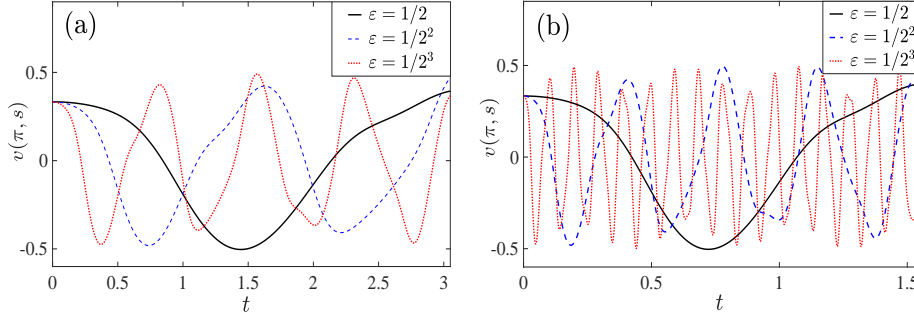 (a)
ε = 1/2
ε = 1/2²
ε = 1/2³
v(π, s)
0.5
0
-0.5
0
0.5
1
1.5
2
2.5
3
t
(b)
ε = 1/2
ε = 1/2²
ε = 1/2³
v(π, s)
0.5
0
-0.5
0
0.5
1
1.5
t